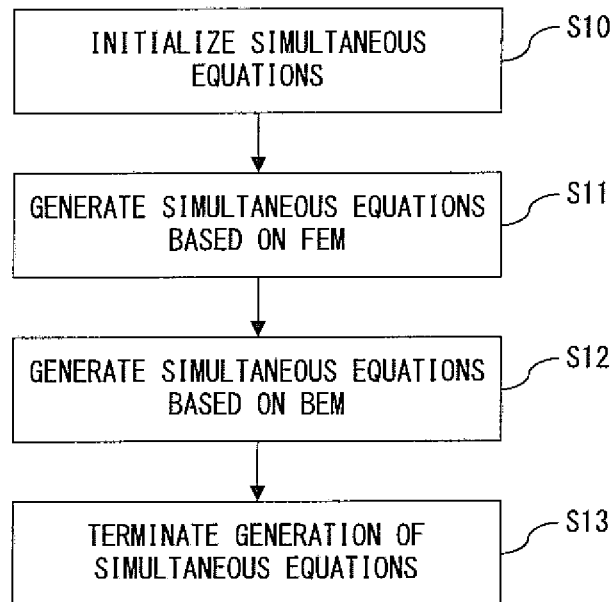 INITIALIZE SIMULTANEOUS
EQUATIONS
S10
GENERATE SIMULTANEOUS EQUATIONS
BASED ON FEM
S11
GENERATE SIMULTANEOUS EQUATIONS
BASED ON BEM
S12
TERMINATE GENERATION OF
SIMULTANEOUS EQUATIONS
S13